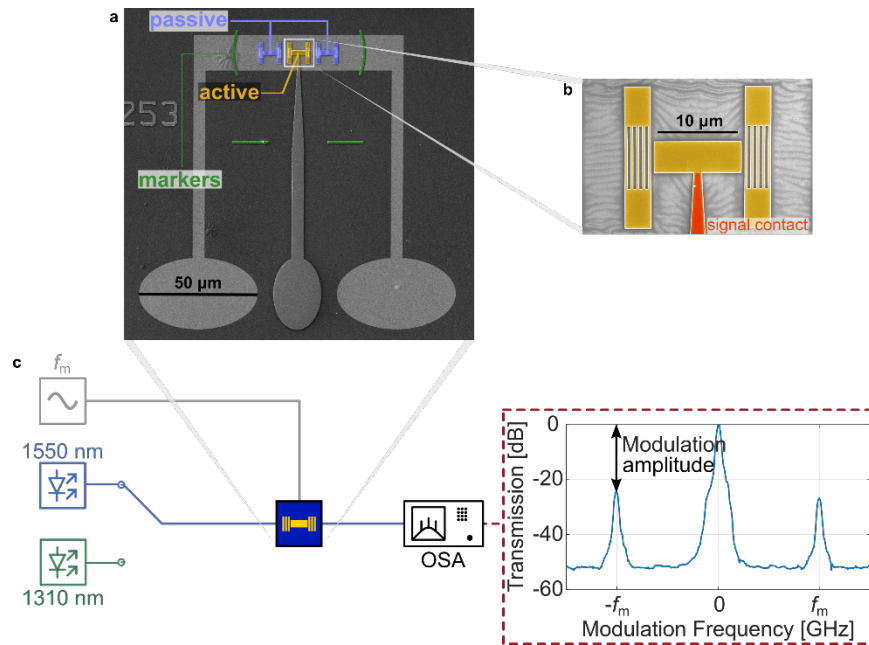 a
passive
active
253
markers
50 µm
b
10 µm
signal contact
c
fm
1550 nm
1310 nm
OSA
Transmission [dB]
0
-20
-40
-60
Modulation
amplitude
-fm
0
fm
Modulation Frequency [GHz]